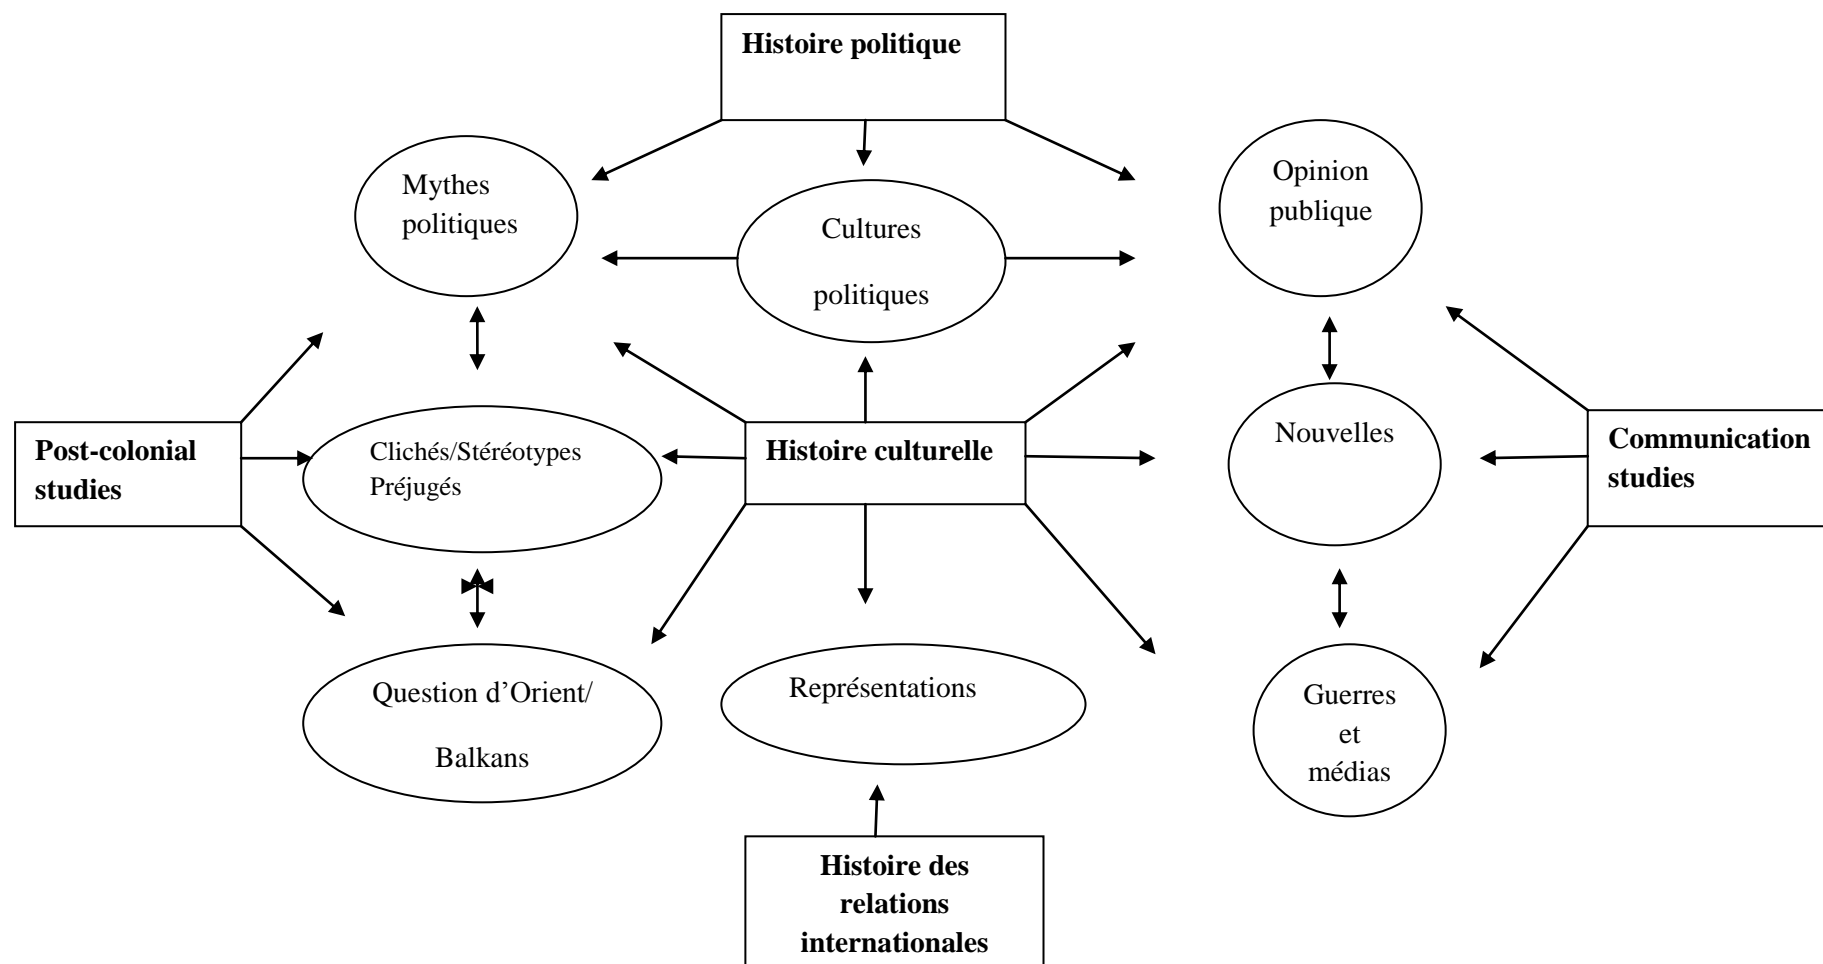 Histoire politique
Mythes
politiques
Cultures
politiques
Opinion
publique
Post-colonial
studies
Clichés/Stéréotypes
Préjugés
Histoire culturelle
Nouvelles
Communication
studies
Question d’Orient/
Balkans
Représentations
Guerres
et
médias
Histoire des
relations
internationales